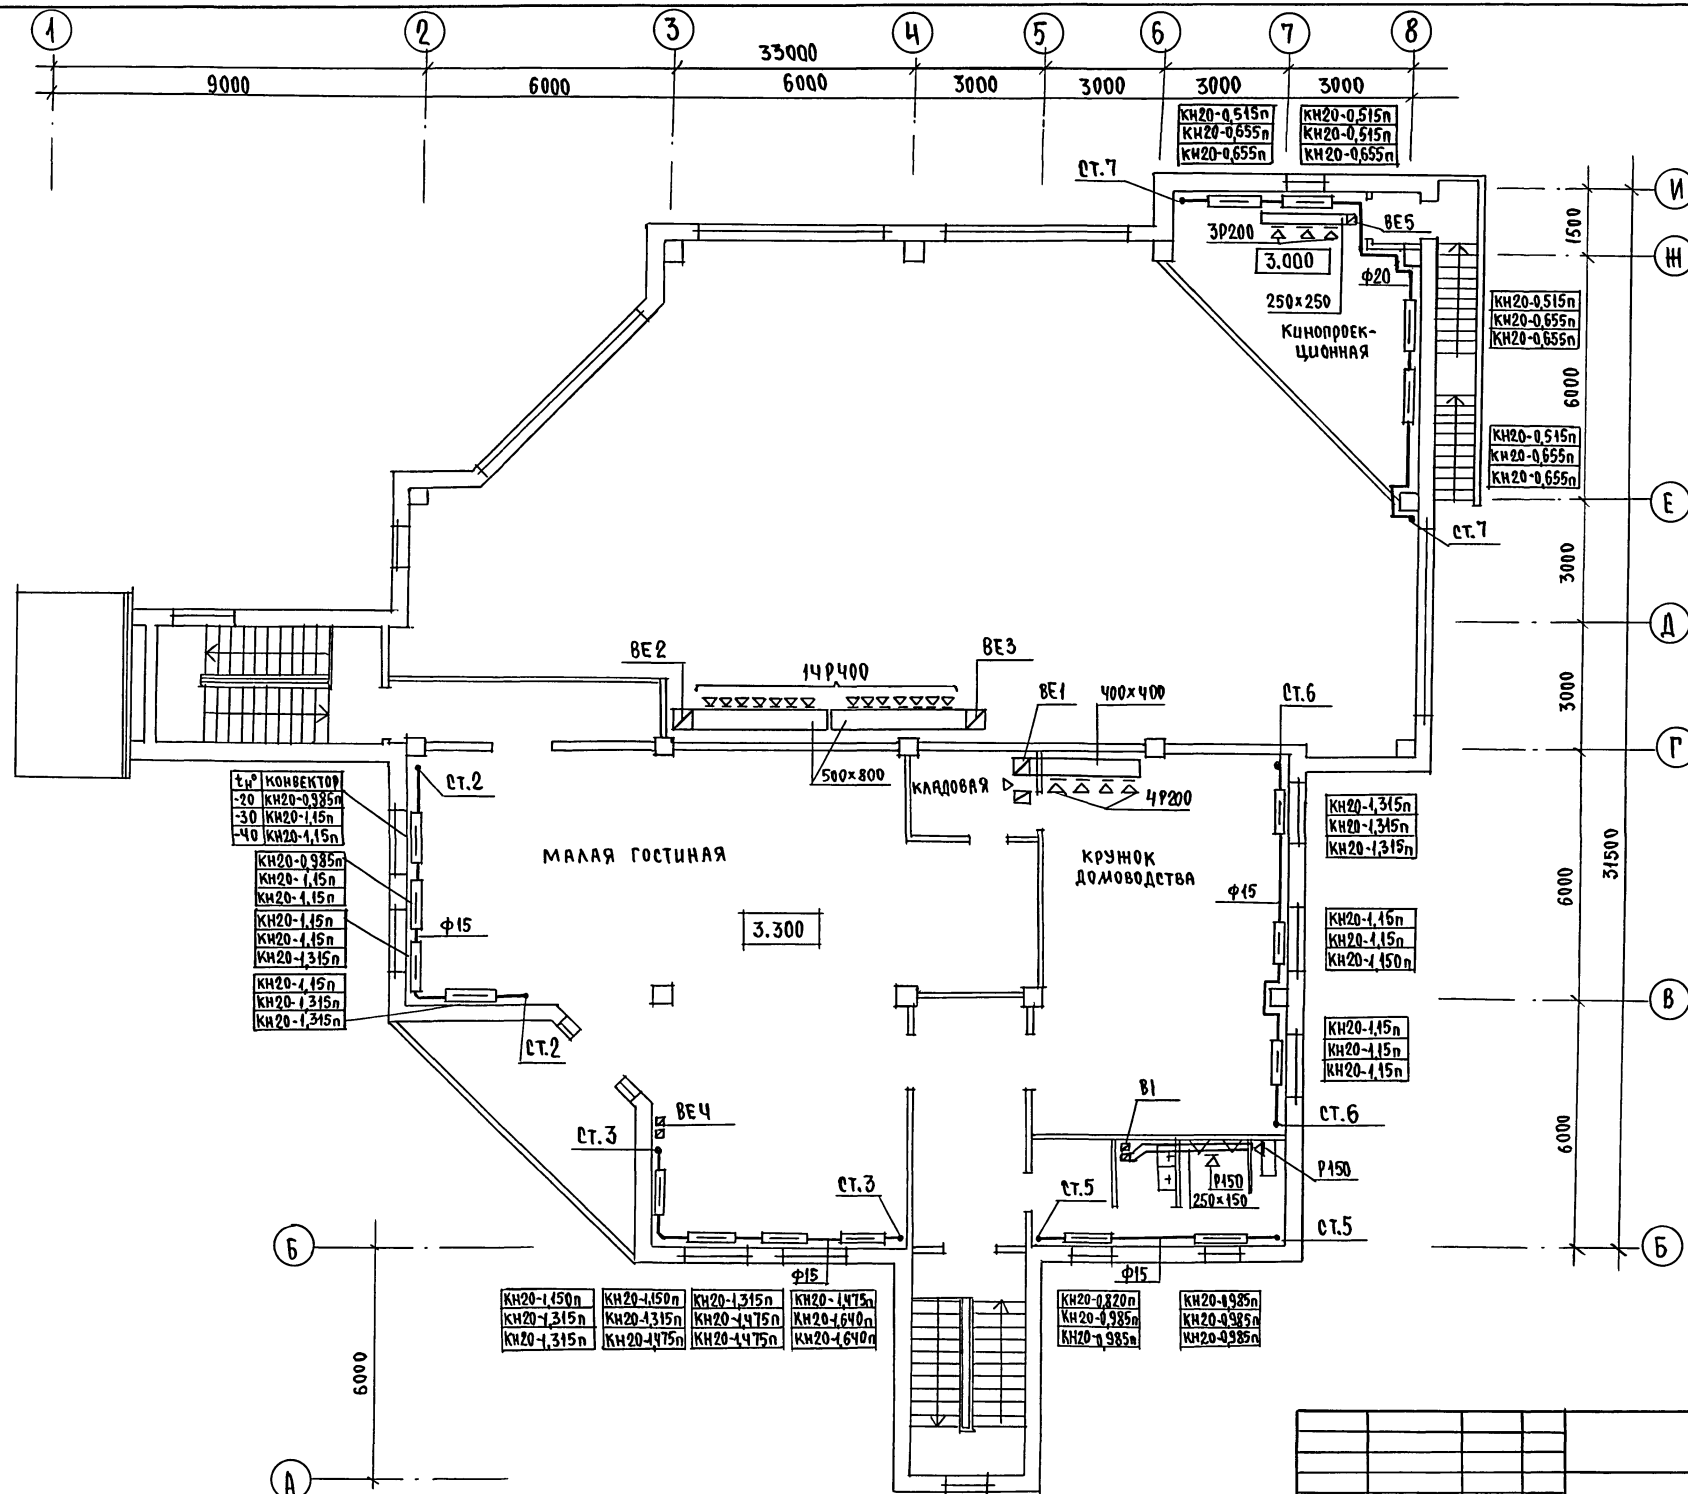 1
2
3
4
5
6
7
8
33000
9000
6000
6000
3000
3000
3000
3000
КН20-0,515п
КН20-0,655п
КН20-0,655п
КН20-0,515п
КН20-0,515п
КН20-0,655п
И
СТ.7
ВЕ5
3Р200
3.000
ф20
250х250
КИНОПРОЕК-
ЦИОННАЯ
1500
Ж
КН20-0,515п
КН20-0,655п
КН20-0,655п
6000
КН20-0,515п
КН20-0,655п
КН20-0,655п
Е
СТ.7
3000
Д
3000
ВЕ2
14Р400
ВЕ3
ВЕ1
400х400
СТ.6
Г
500х800
КЛАДОВАЯ
4Р200
СТ.2
tн° КОНВЕКТОР
-20 КН20-0,985п
-30 КН20-1,15п
-40 КН20-1,15п
КН20-0,985п
КН20-1,15п
КН20-1,15п
КН20-1,15п
КН20-1,15п
КН20-1,315п
КН20-1,15п
КН20-1,315п
КН20-1,315п
ф15
МАЛАЯ ГОСТИНАЯ
3.300
КРУЖОК
ДОМОВОДСТВА
ф15
КН20-1,315п
КН20-1,315п
КН20-1,315п
6000
31500
КН20-1,15п
КН20-1,15п
КН20-1,150п
В
КН20-1,15п
КН20-1,15п
КН20-1,15п
СТ.2
ВЕ4
СТ.3
В1
СТ.6
6000
Р150
Р150
250х150
СТ.3
СТ.5
СТ.5
Б
Б
ф15
ф15
КН20-1,150п
КН20-1,315п
КН20-1,315п
КН20-1,150п
КН20-1,315п
КН20-1,475п
КН20-1,315п
КН20-1,475п
КН20-1,475п
КН20-1,475п
КН20-1,640п
КН20-1,640п
КН20-0,820п
КН20-0,985п
КН20-0,985п
КН20-0,985п
КН20-0,985п
КН20-0,985п
6000
А